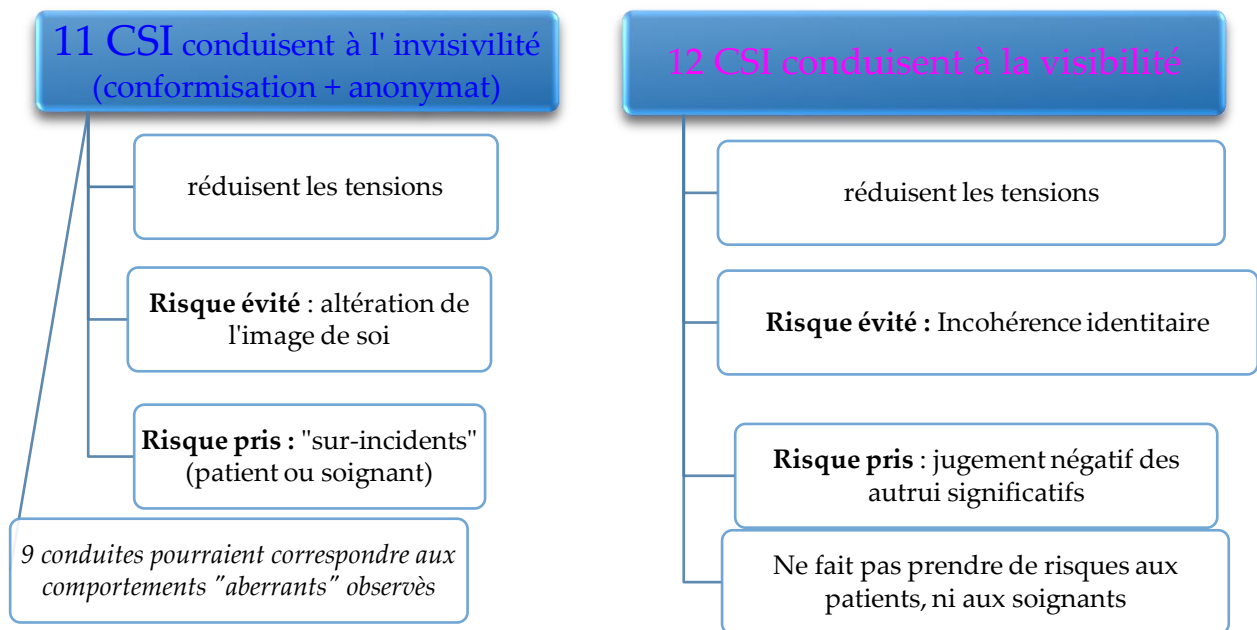 11 CSI conduisent à l' invisivilité
(conformisation + anonymat)
réduisent les tensions
Risque évité : altération de
l'image de soi
Risque pris : "sur-incidents"
(patient ou soignant)
9 conduites pourraient correspondre aux
comportements "aberrants" observès
12 CSI conduisent à la visibilité
réduisent les tensions
Risque évité : Incohérence identitaire
Risque pris : jugement négatif des
autrui significatifs
Ne fait pas prendre de risques aux
patients, ni aux soignants